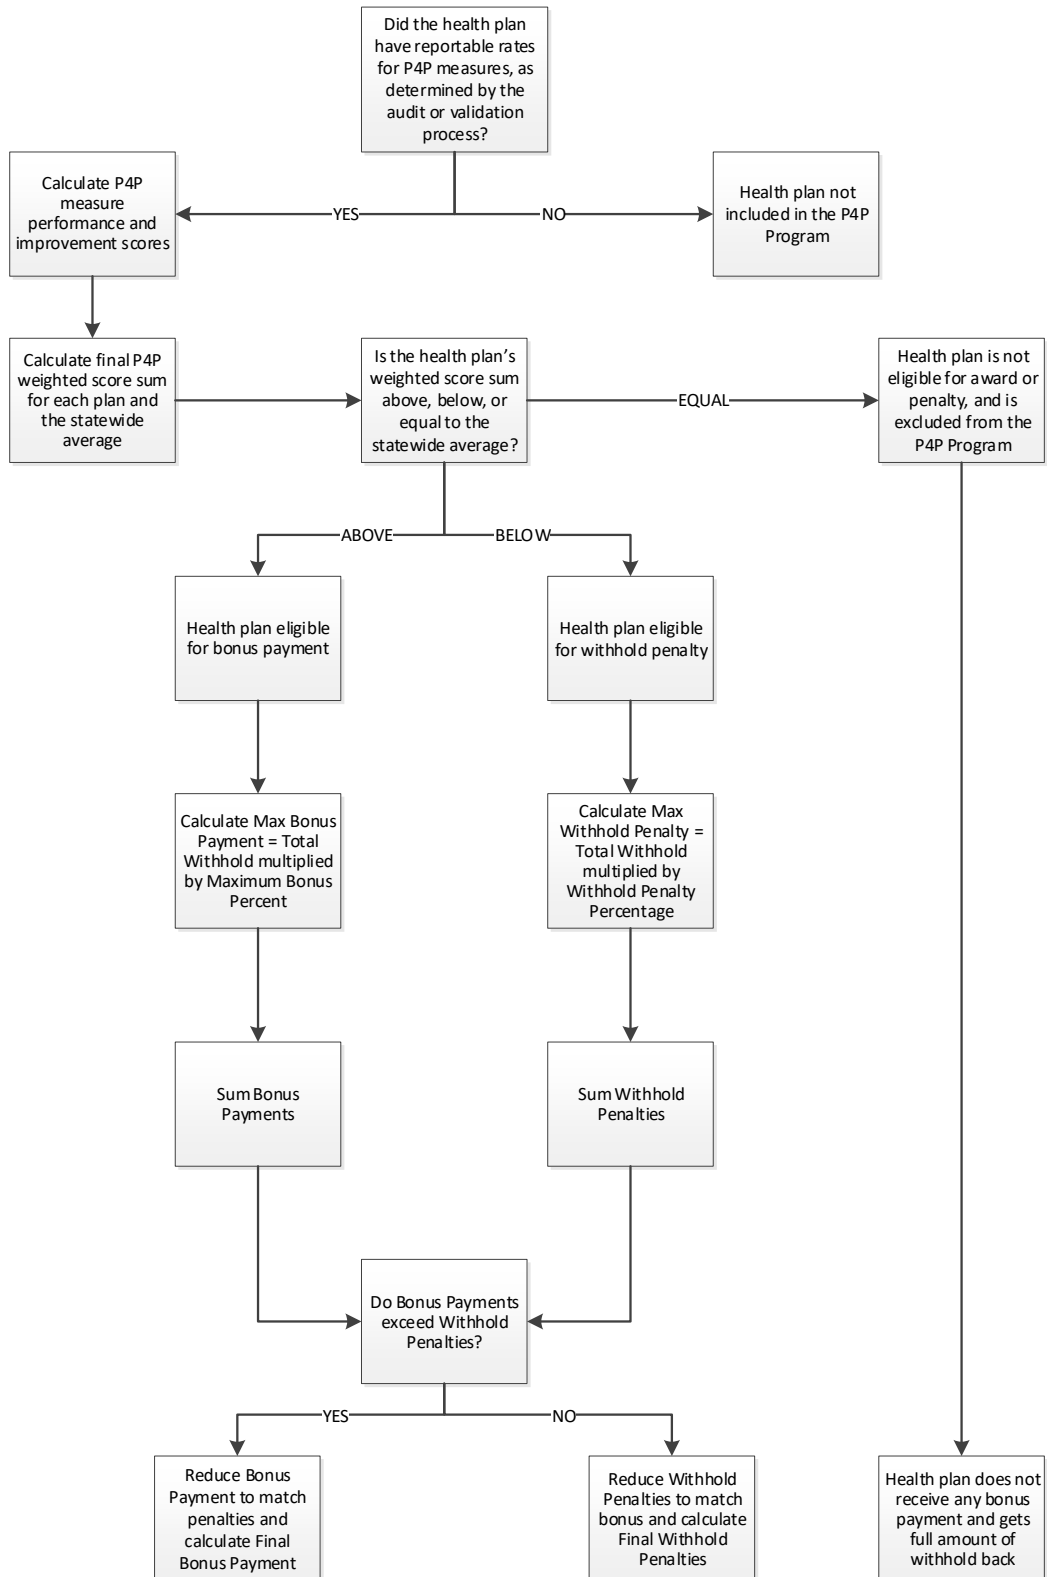 Did the health plan
have reportable rates
for P4P measures, as
determined by the
audit or validation
process?
Calculate P4P
measure
performance and
improvement scores
YES
NO
Health plan not
included in the P4P
Program
Calculate final P4P
weighted score sum
for each plan and
the statewide
average
Is the health plan's
weighted score sum
above, below, or
equal to the
statewide average?
EQUAL
Health plan is not
eligible for award or
penalty, and is
excluded from the
P4P Program
ABOVE
BELOW
Health plan eligible
for bonus payment
Health plan eligible
for withhold penalty
Calculate Max Bonus
Payment = Total
Withhold multiplied
by Maximum Bonus
Percent
Calculate Max
Withhold Penalty =
Total Withhold
multiplied by
Withhold Penalty
Percentage
Sum Bonus
Payments
Sum Withhold
Penalties
Do Bonus Payments
exceed Withhold
Penalties?
YES
NO
Reduce Bonus
Payment to match
penalties and
calculate Final
Bonus Payment
Reduce Withhold
Penalties to match
bonus and calculate
Final Withhold
Penalties
Health plan does not
receive any bonus
payment and gets
full amount of
withhold back